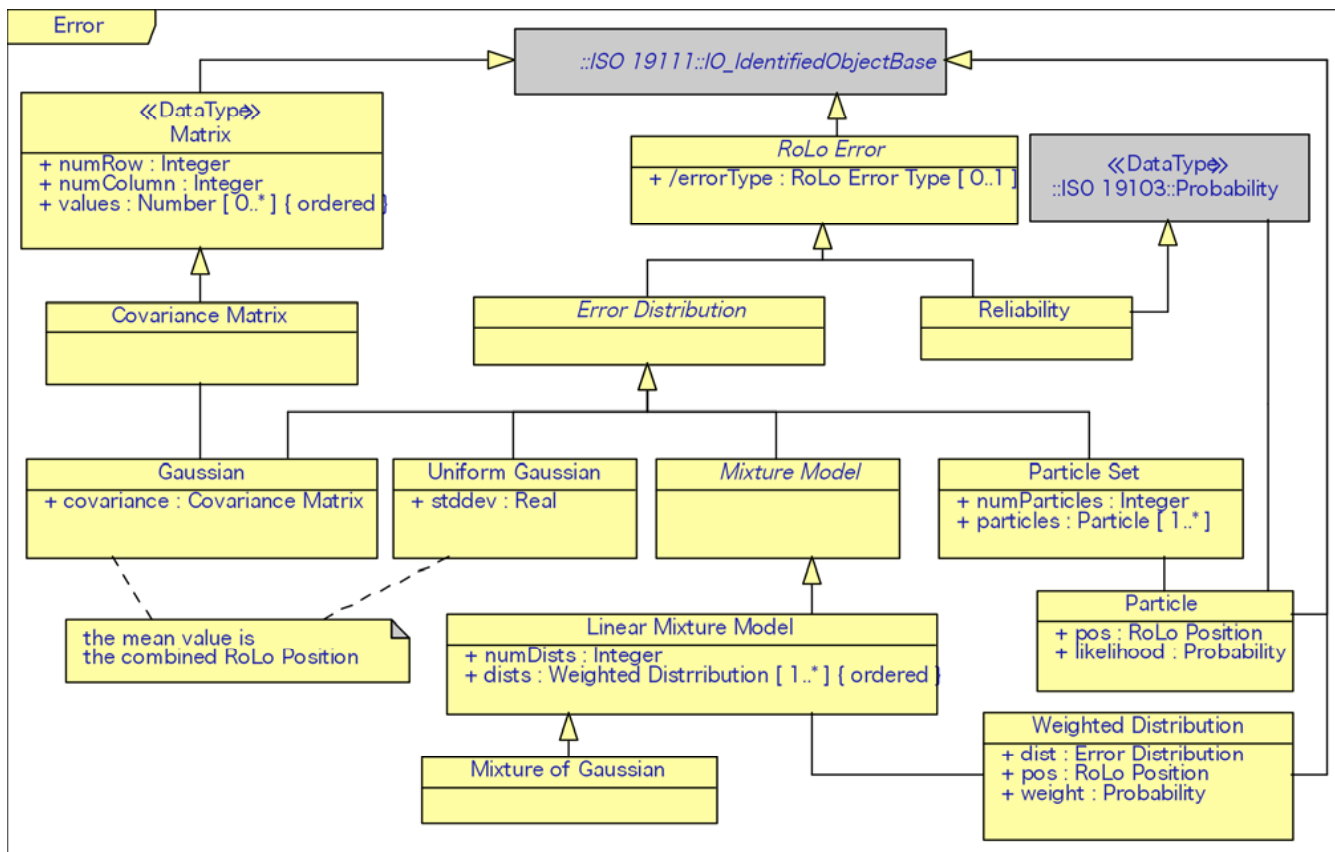 Error
::ISO 19111::IO_IdentifiedObjectBase
≪DataType≫
Matrix
+ numRow : Integer
+ numColumn : Integer
+ values : Number [ 0..* ] { ordered }
RoLo Error
+ /errorType : RoLo Error Type [ 0..1 ]
≪DataType≫
::ISO 19103::Probability
Covariance Matrix
Error Distribution
Reliability
Gaussian
+ covariance : Covariance Matrix
Uniform Gaussian
+ stddev : Real
Mixture Model
Particle Set
+ numParticles : Integer
+ particles : Particle [ 1..* ]
the mean value is
the combined RoLo Position
Linear Mixture Model
+ numDists : Integer
+ dists : Weighted Distrribution [ 1..* ] { ordered }
Particle
+ pos : RoLo Position
+ likelihood : Probability
Mixture of Gaussian
Weighted Distribution
+ dist : Error Distribution
+ pos : RoLo Position
+ weight : Probability